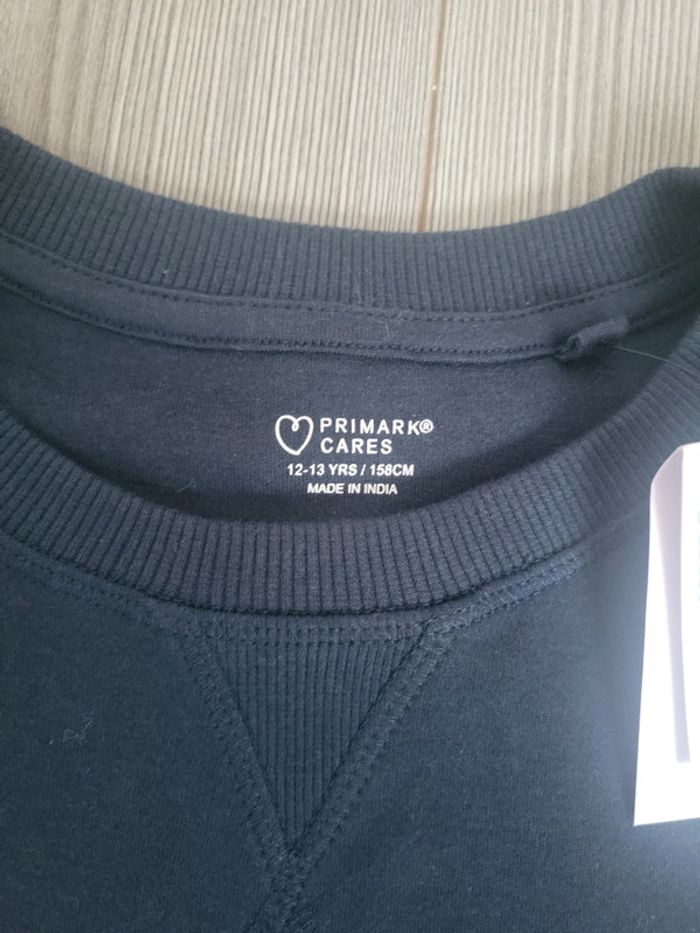 PRIMARK®
CARES
12-13 YRS / 158CM
MADE IN INDIA